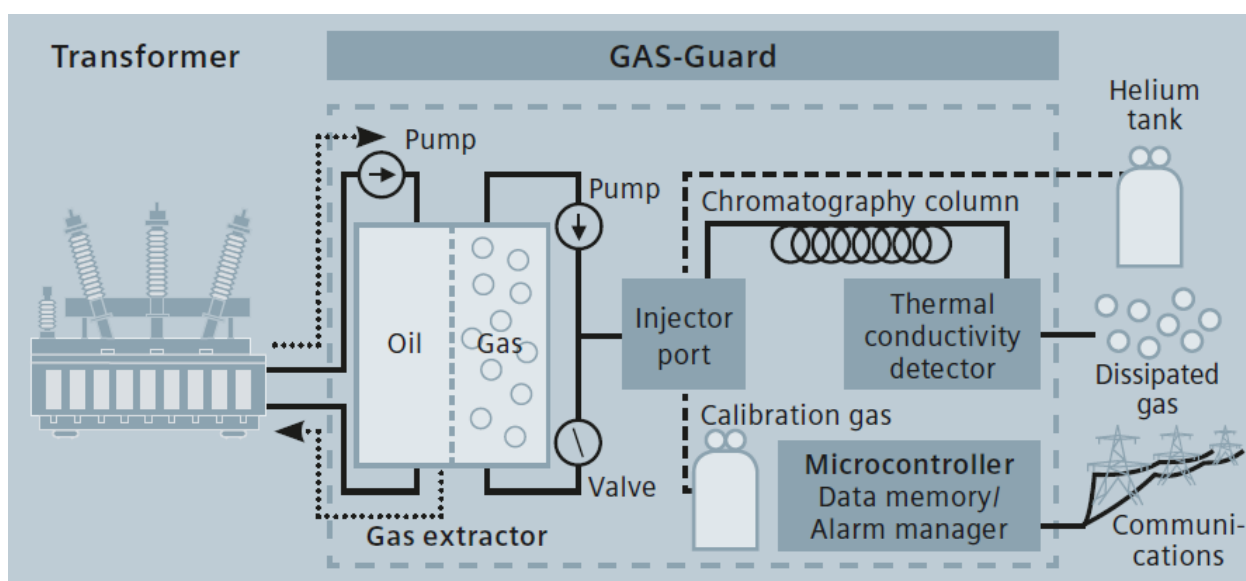 Transformer
GAS-Guard
Helium
tank
Pump
Pump
Chromatography column
Oil
Gas
Injector
port
Thermal
conductivity
detector
Dissipated
gas
Calibration gas
Microcontroller
Data memory/
Alarm manager
Valve
Gas extractor
Communi-
cations